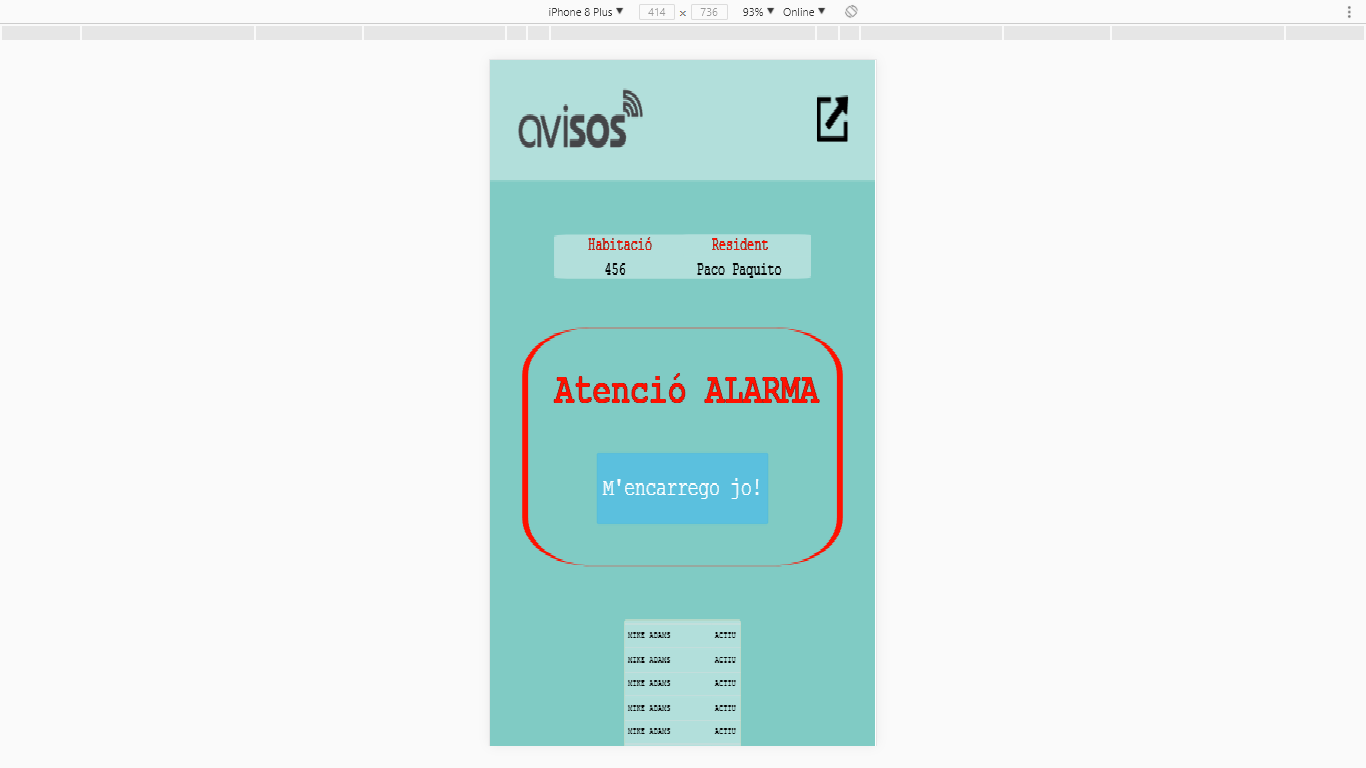 iPhone 8 Plus ▼ 414 × 736 93% ▼ Online ▼
avisos
Habitació Resident
456 Paco Paquito
Atenció ALARMA
M'encarrego jo!
MIKE ADAMS ACTIU
MIKE ADAMS ACTIU
MIKE ADAMS ACTIU
MIKE ADAMS ACTIU
MIKE ADAMS ACTIU